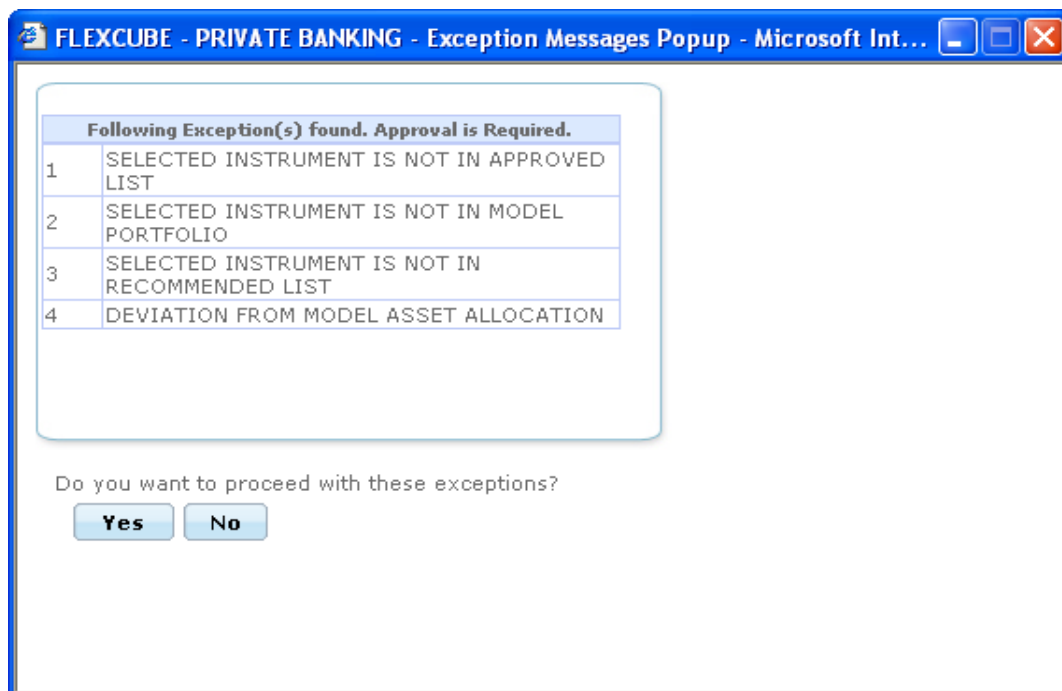 FLEXCUBE - PRIVATE BANKING - Exception Messages Popup - Microsoft Int...
Following Exception(s) found. Approval is Required.
1 SELECTED INSTRUMENT IS NOT IN APPROVED
LIST
2 SELECTED INSTRUMENT IS NOT IN MODEL
PORTFOLIO
3 SELECTED INSTRUMENT IS NOT IN
RECOMMENDED LIST
4 DEVIATION FROM MODEL ASSET ALLOCATION
Do you want to proceed with these exceptions?
Yes No